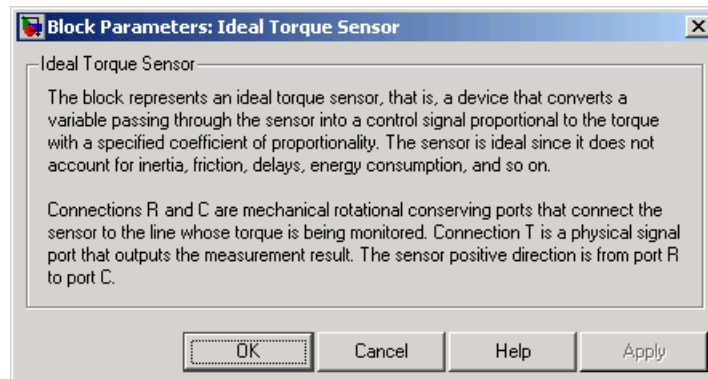 Block Parameters: Ideal Torque Sensor
Ideal Torque Sensor
The block represents an ideal torque sensor, that is, a device that converts a
variable passing through the sensor into a control signal proportional to the torque
with a specified coefficient of proportionality. The sensor is ideal since it does not
account for inertia, friction, delays, energy consumption, and so on.
Connections R and C are mechanical rotational conserving ports that connect the
sensor to the line whose torque is being monitored. Connection T is a physical signal
port that outputs the measurement result. The sensor positive direction is from port R
to port C.
OK Cancel Help Apply